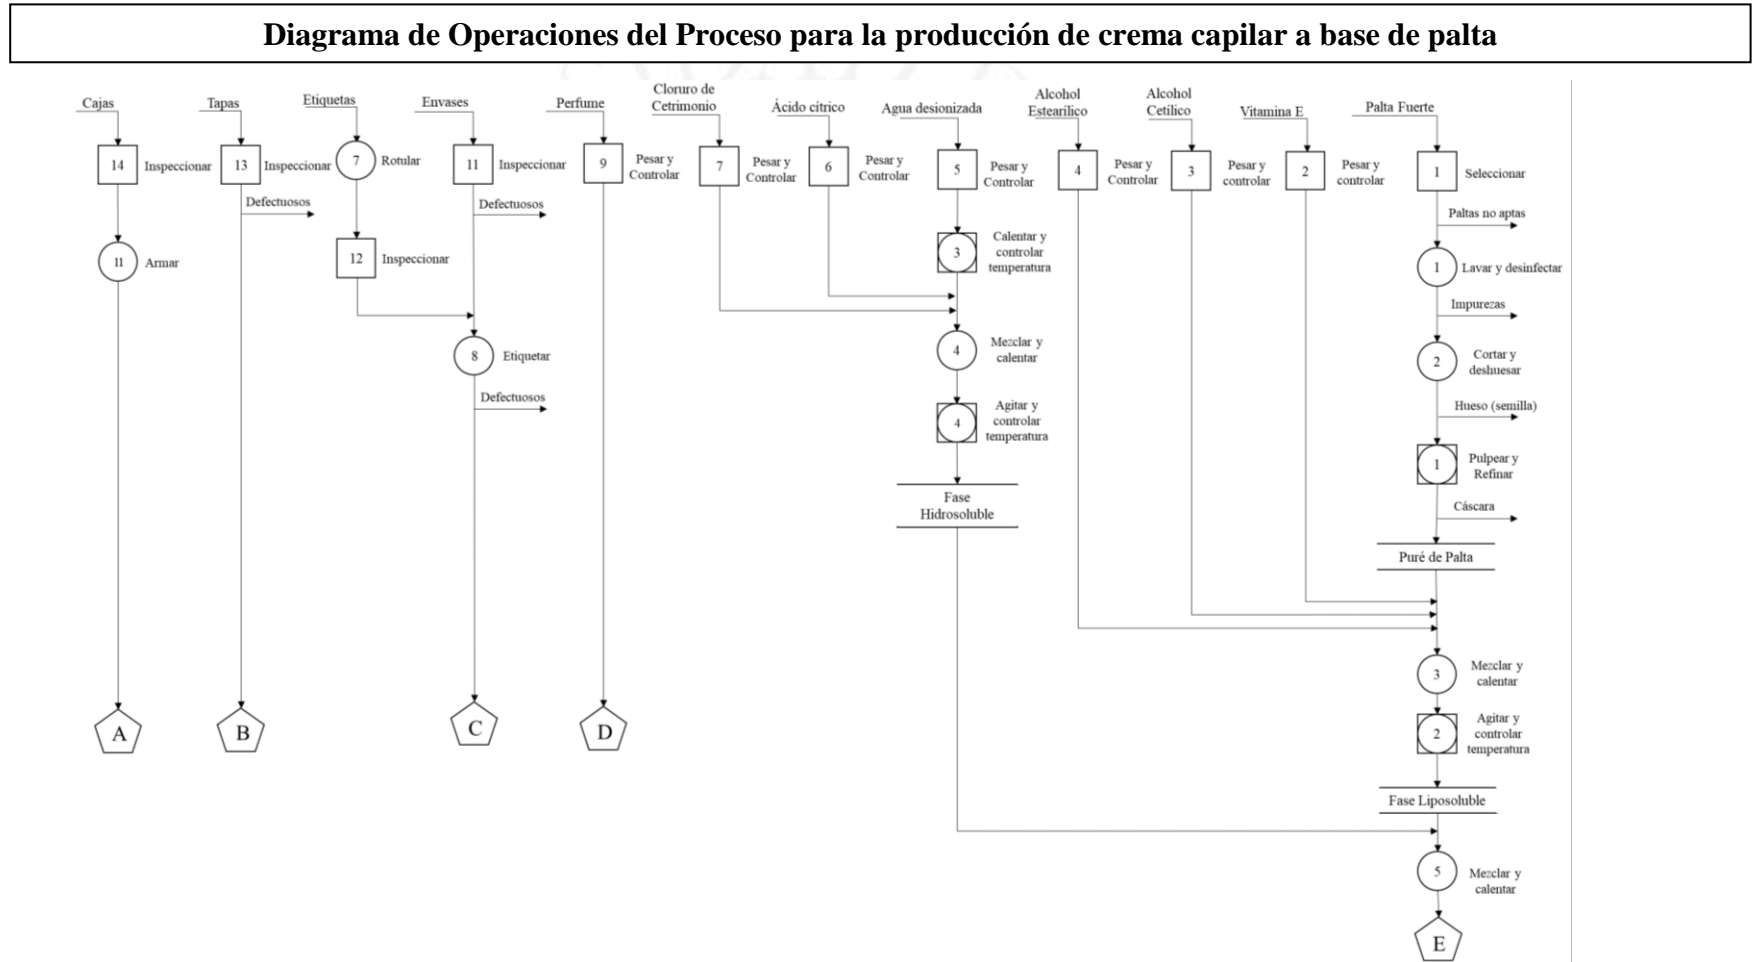 Diagrama de Operaciones del Proceso para la producción de crema capilar a base de palta
Cajas
Tapas
Etiquetas
Envases
Perfume
Cloruro de
Cetrimonio
Ácido cítrico
Agua desionizada
Alcohol
Estearílico
Alcohol
Cetílico
Vitamina E
Palta Fuerte
14
Inspeccionar
13
Inspeccionar
7
Rotular
11
Inspeccionar
9
Pesar y
Controlar
7
Pesar y
Controlar
6
Pesar y
Controlar
5
Pesar y
Controlar
4
Pesar y
Controlar
3
Pesar y
controlar
2
Pesar y
controlar
1
Seleccionar
Defectuosos
Defectuosos
Paltas no aptas
11
Armar
12
Inspeccionar
3
Calentar y
controlar
temperatura
1
Lavar y desinfectar
Impurezas
8
Etiquetar
4
Mezclar y
calentar
2
Cortar y
deshuesar
Defectuosos
4
Agitar y
controlar
temperatura
Hueso (semilla)
1
Pulpear y
Refinar
Fase
Hidrosoluble
Cáscara
Puré de Palta
3
Mezclar y
calentar
A
B
C
D
2
Agitar y
controlar
temperatura
Fase Liposoluble
5
Mezclar y
calentar
E